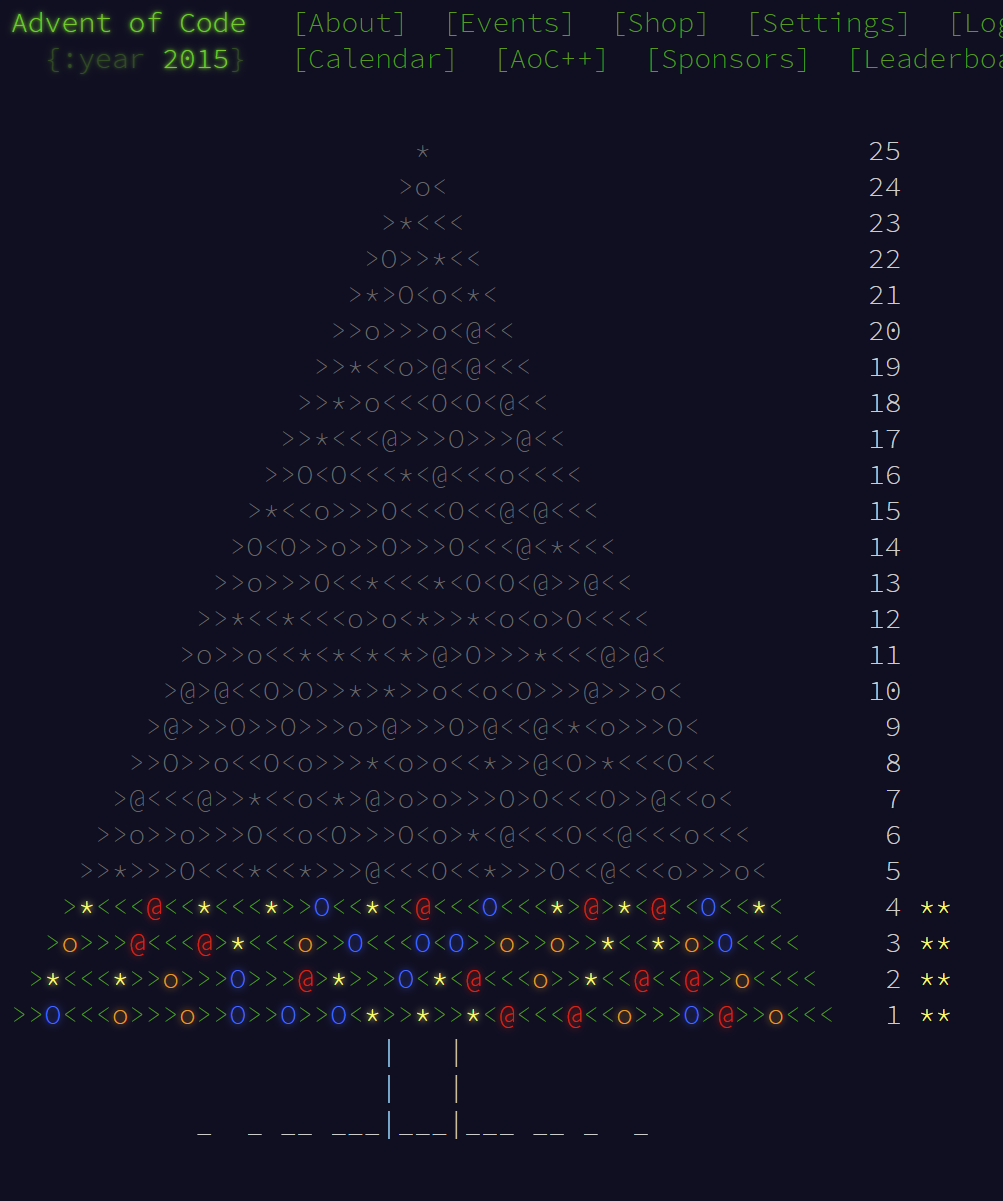 Advent of Code [About] [Events] [Shop] [Settings] [Log
{:year 2015} [Calendar] [AoC++] [Sponsors] [Leaderboa
* 25
>o< 24
>*<<< 23
>O>>*<< 22
>*>O<o<*< 21
>>o>>>o<@<< 20
>>*<<o>@<@<<< 19
>>*>o<<<O<O<@<< 18
>>*<<<@>>>O>>>@<< 17
>>O<O<<<*<@<<<o<<<< 16
>*<<o>>>O<<<O<<@<@<<< 15
>O<O>>o>>O>>>O<<<@<*<<< 14
>>o>>>O<<*<<<*<O<O<@>>@<< 13
>>*<<*<<<o>o<*>>*<o<o>O<<<< 12
>o>>o<<*<*<*<*>@>O>>>*<<<@>@< 11
>@>@<<O>O>>*>*>>o<<o<O>>>@>>>o< 10
>@>>>O>>O>>>o>@>>>O>@<<@<*<o>>>O< 9
>>O>>o<<O<o>>>*<o>o<<*>>@<O>*<<<O<< 8
>@<<<@>>*<<o<*>@>o>o>>>O>O<<<O>>@<<o< 7
>>o>>o>>>O<<o<O>>>O<o>*<@<<<O<<@<<<o<<< 6
>>*>>>O<<<*<<*>>>@<<<O<<*>>>O<<@<<<o>>>o< 5
>*<<<@<<*<<<*>>O<<*<<@<<<O<<<*>@>*<@<<O<<*< 4 **
>o>>>@<<<@>*<<<o>>O<<<O<O>>o>>o>>*<<*>o>O<<<< 3 **
>*<<<*>>o>>>O>>>@>*>>>O<*<@<<<o>>*<<@<<@>>o<<<< 2 **
>>O<<<o>>>o>>O>>O>>O<*>>*>>*<@<<<@<<o>>>O>@>>o<<< 1 **
| |
| |
_ _ __ ___|___|___ __ _ _